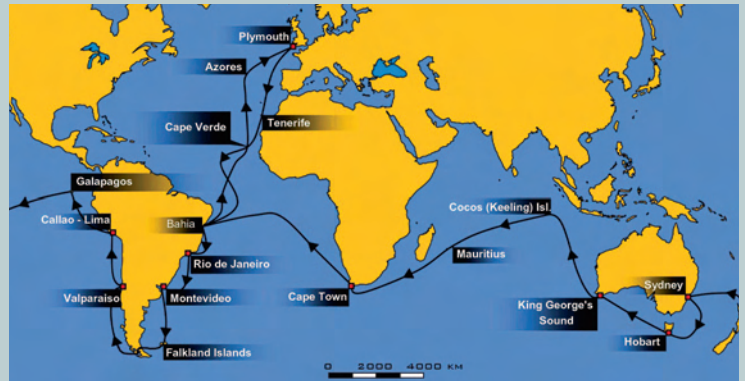 Plymouth
Azores
Cape Verde
Tenerife
Galapagos
Callao - Lima
Bahia
Cocos (Keeling) Isl.
Rio de Janeiro
Mauritius
Valparaiso
Montevideo
Cape Town
King George's
Sound
Sydney
Hobart
Falkland Islands
0 2000 4000 KM